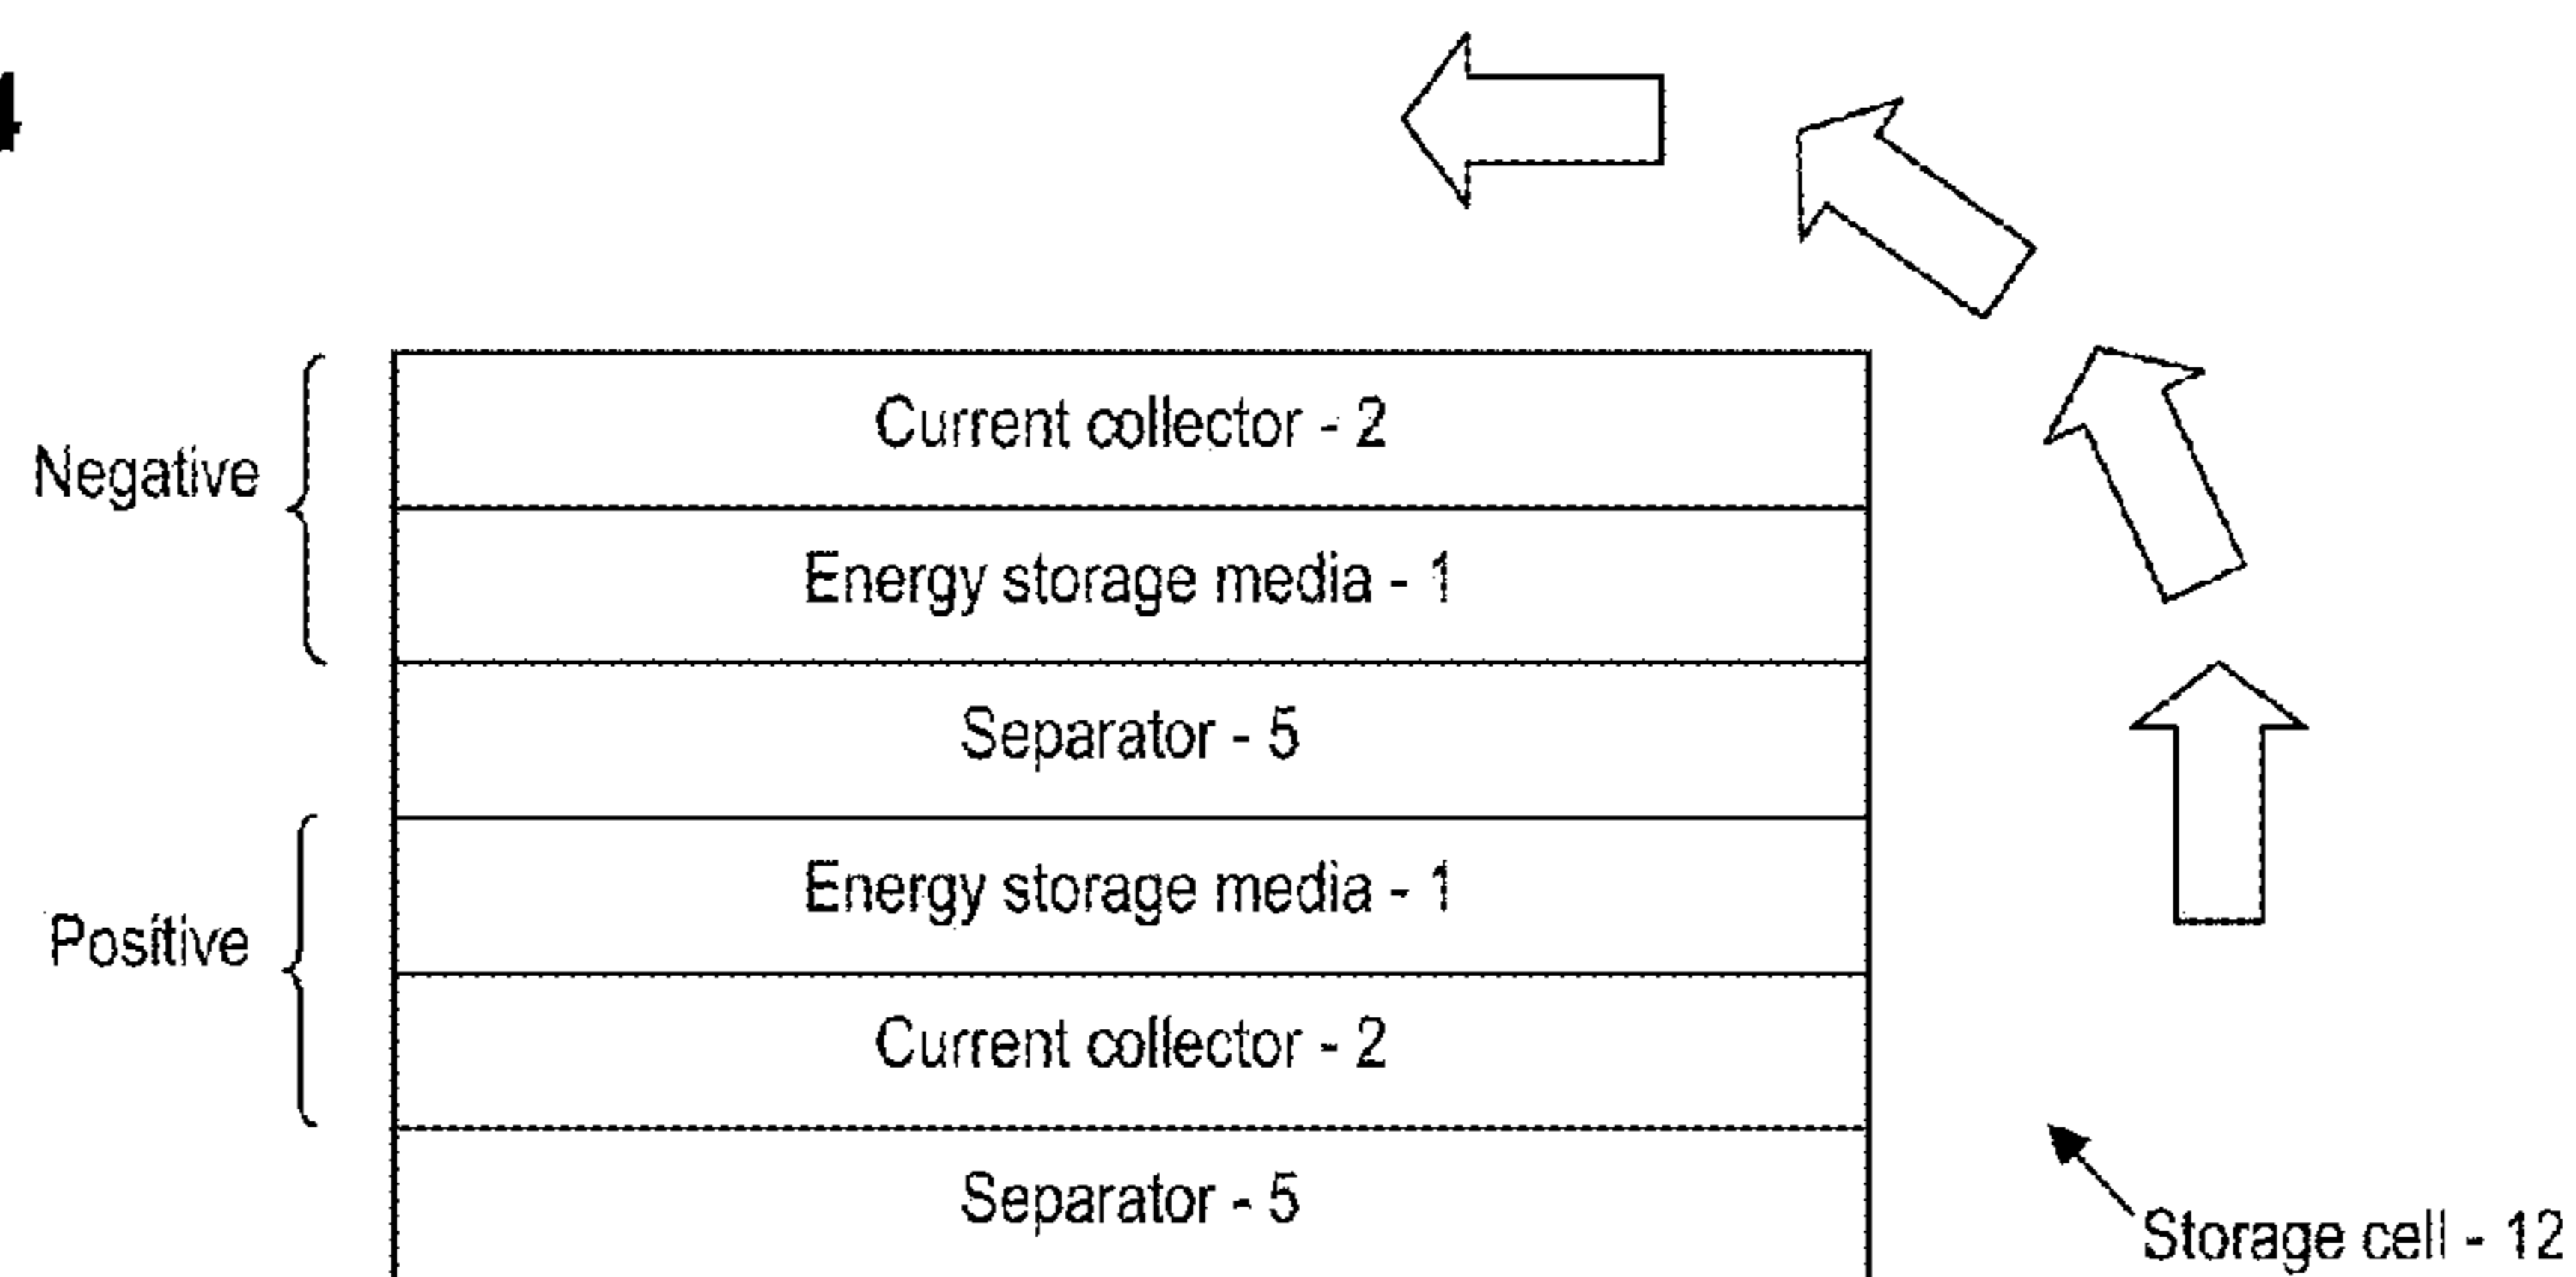 4
Current collector - 2
Negative
Energy storage media - 1
Separator - 5
Energy storage media - 1
Positive
Current collector - 2
Separator - 5
Storage cell - 12